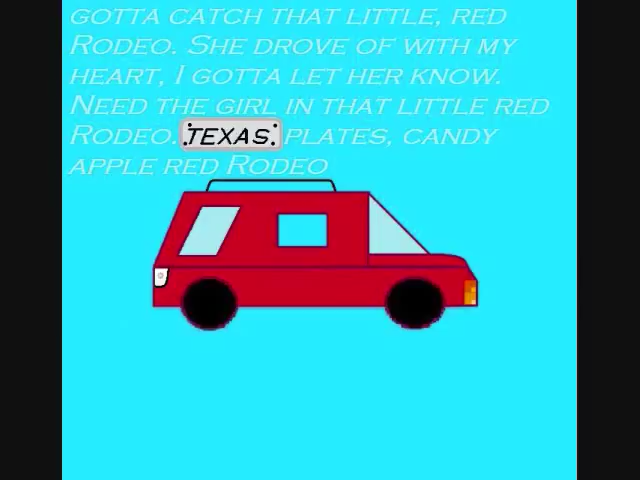 GOTTA CATCH THAT LITTLE, RED
RODEO. SHE DROVE OF WITH MY
HEART, I GOTTA LET HER KNOW.
NEED THE GIRL IN THAT LITTLE RED
RODEO. TEXAS PLATES, CANDY
APPLE RED RODEO